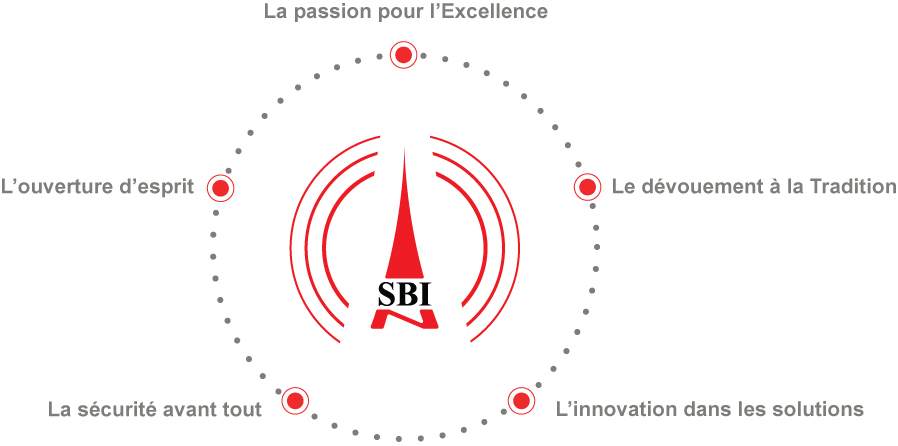 La passion pour l’Excellence
L’ouverture d’esprit
Le dévouement à la Tradition
SBI
La sécurité avant tout
L’innovation dans les solutions